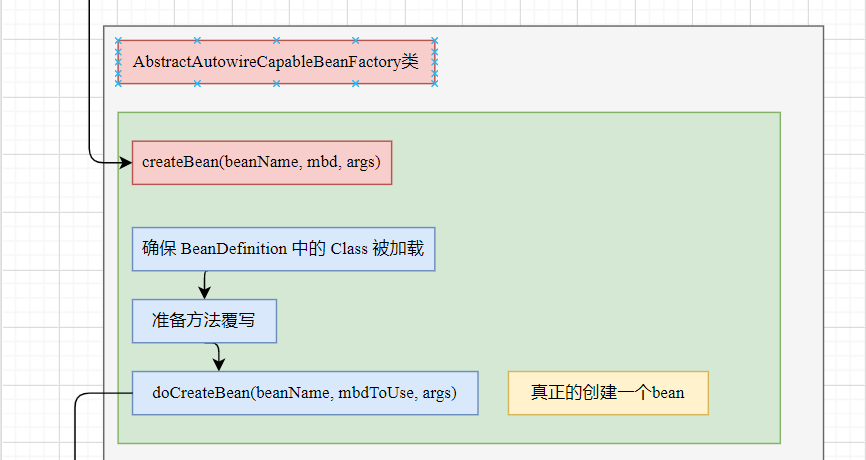 AbstractAutowireCapableBeanFactory类
createBean(beanName, mbd, args)
确保 BeanDefinition 中的 Class 被加载
准备方法覆写
doCreateBean(beanName, mbdToUse, args)
真正的创建一个bean